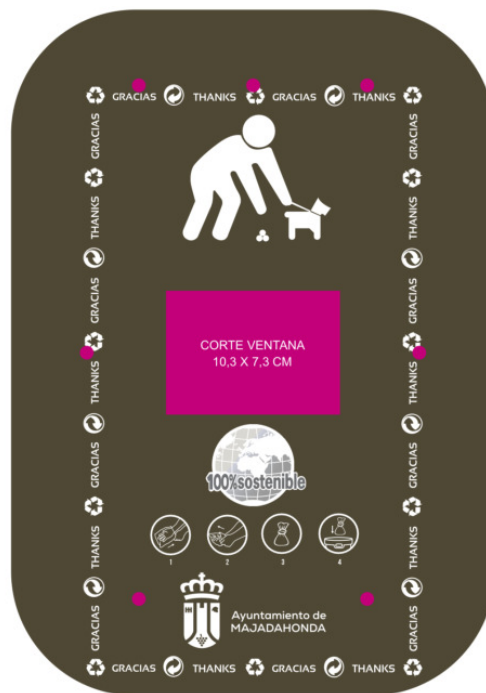 GRACIAS THANKS GRACIAS THANKS
GRACIAS
THANKS
GRACIAS
THANKS
GRACIAS
THANKS
GRACIAS
GRACIAS
THANKS
GRACIAS
THANKS
GRACIAS
THANKS
GRACIAS
CORTE VENTANA
10,3 X 7,3 CM
100%sostenible
1 2 3 4
Ayuntamiento de
MAJADAHONDA
GRACIAS THANKS GRACIAS THANKS